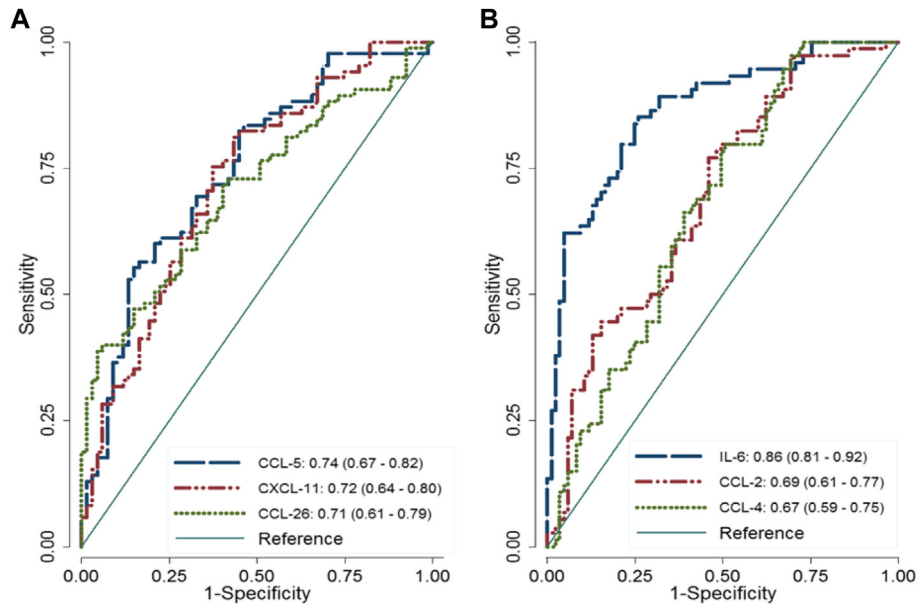 A
1.00
0.75
0.50
0.25
0.00
Sensitivity
CCL-5: 0.74 (0.67 - 0.82)
CXCL-11: 0.72 (0.64 - 0.80)
CCL-26: 0.71 (0.61 - 0.79)
Reference
0.00 0.25 0.50 0.75 1.00
1-Specificity
B
1.00
0.75
0.50
0.25
0.00
Sensitivity
IL-6: 0.86 (0.81 - 0.92)
CCL-2: 0.69 (0.61 - 0.77)
CCL-4: 0.67 (0.59 - 0.75)
Reference
0.00 0.25 0.50 0.75 1.00
1-Specificity